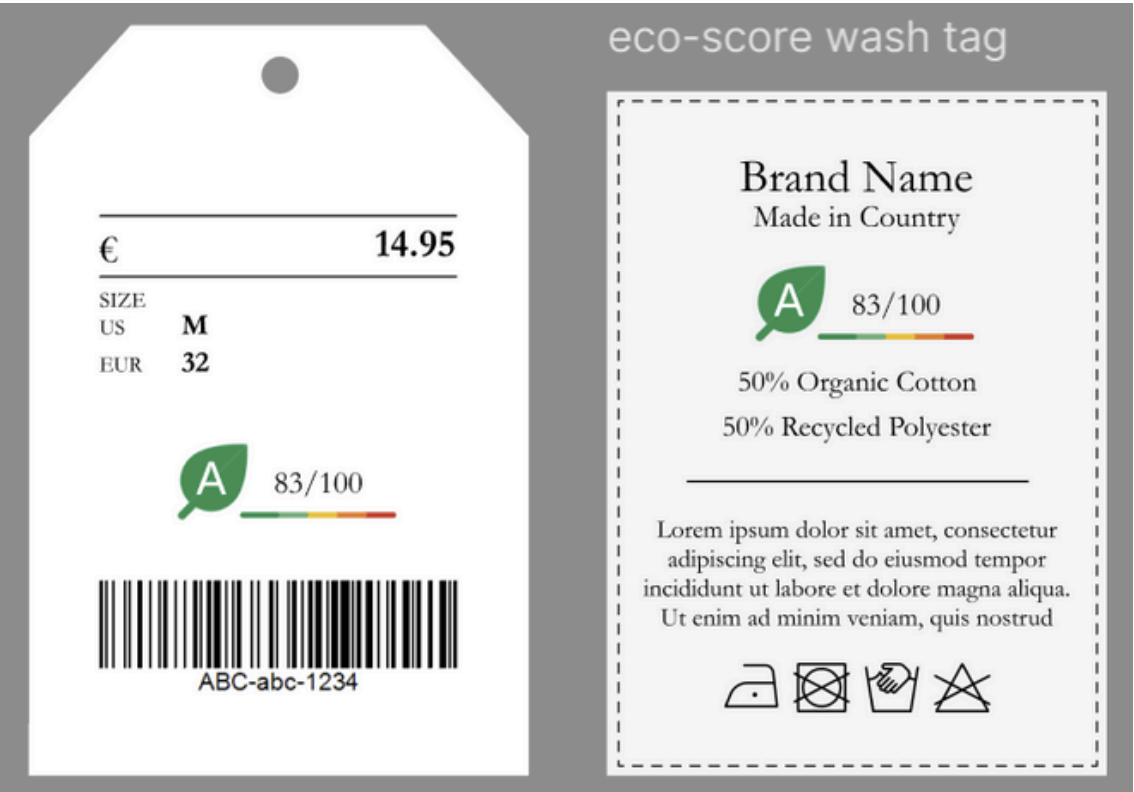 € 14.95
SIZE
US M
EUR 32
A 83/100
ABC-abc-1234
eco-score wash tag
Brand Name
Made in Country
A 83/100
50% Organic Cotton
50% Recycled Polyester
Lorem ipsum dolor sit amet, consectetur
adipiscing elit, sed do eiusmod tempor
incididunt ut labore et dolore magna aliqua.
Ut enim ad minim veniam, quis nostrud